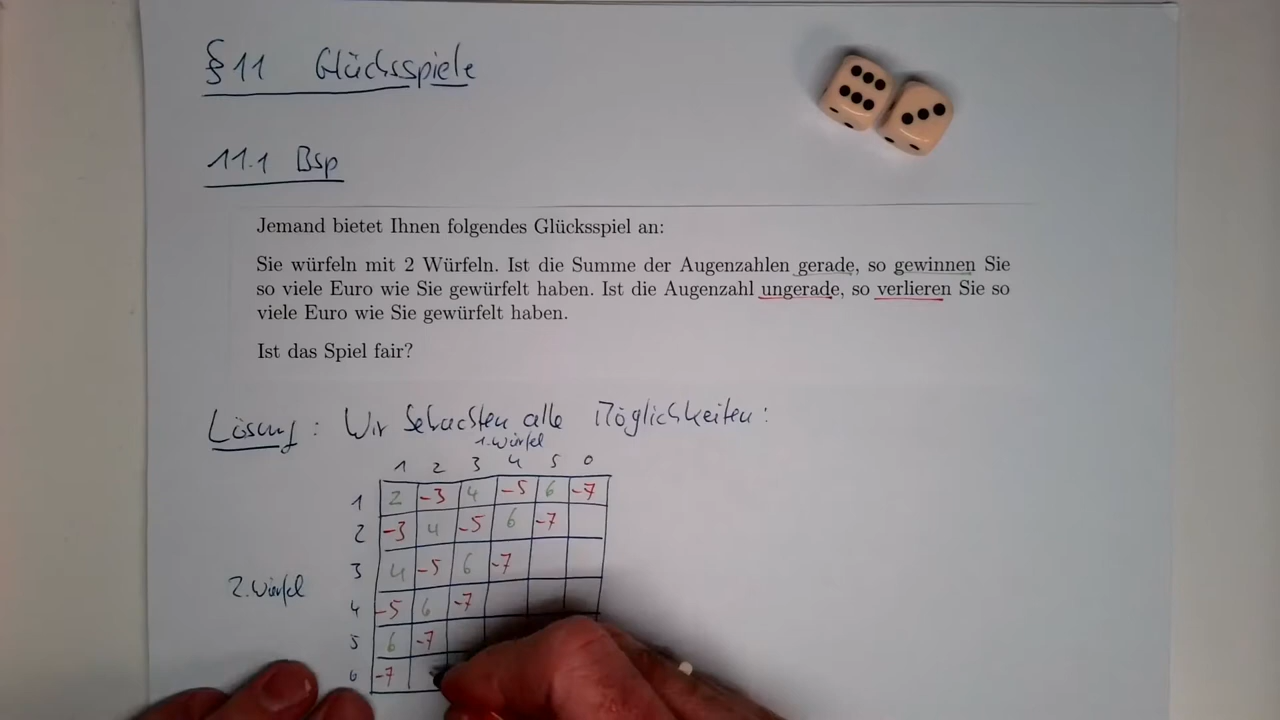 §11 Glücksspiele
11.1 Bsp
Jemand bietet Ihnen folgendes Glücksspiel an:
Sie würfeln mit 2 Würfeln. Ist die Summe der Augenzahlen gerade, so gewinnen Sie
so viele Euro wie Sie gewürfelt haben. Ist die Augenzahl ungerade, so verlieren Sie so
viele Euro wie Sie gewürfelt haben.
Ist das Spiel fair?
Lösung: Wir betrachten alle Möglichkeiten:
1. Würfel
1 2 3 4 5 6
1 2 -3 4 -5 6 -7
2 -3 4 -5 6 -7
3 4 -5 6 -7
2. Würfel
4 -5 6 -7
5 6 -7
6 -7